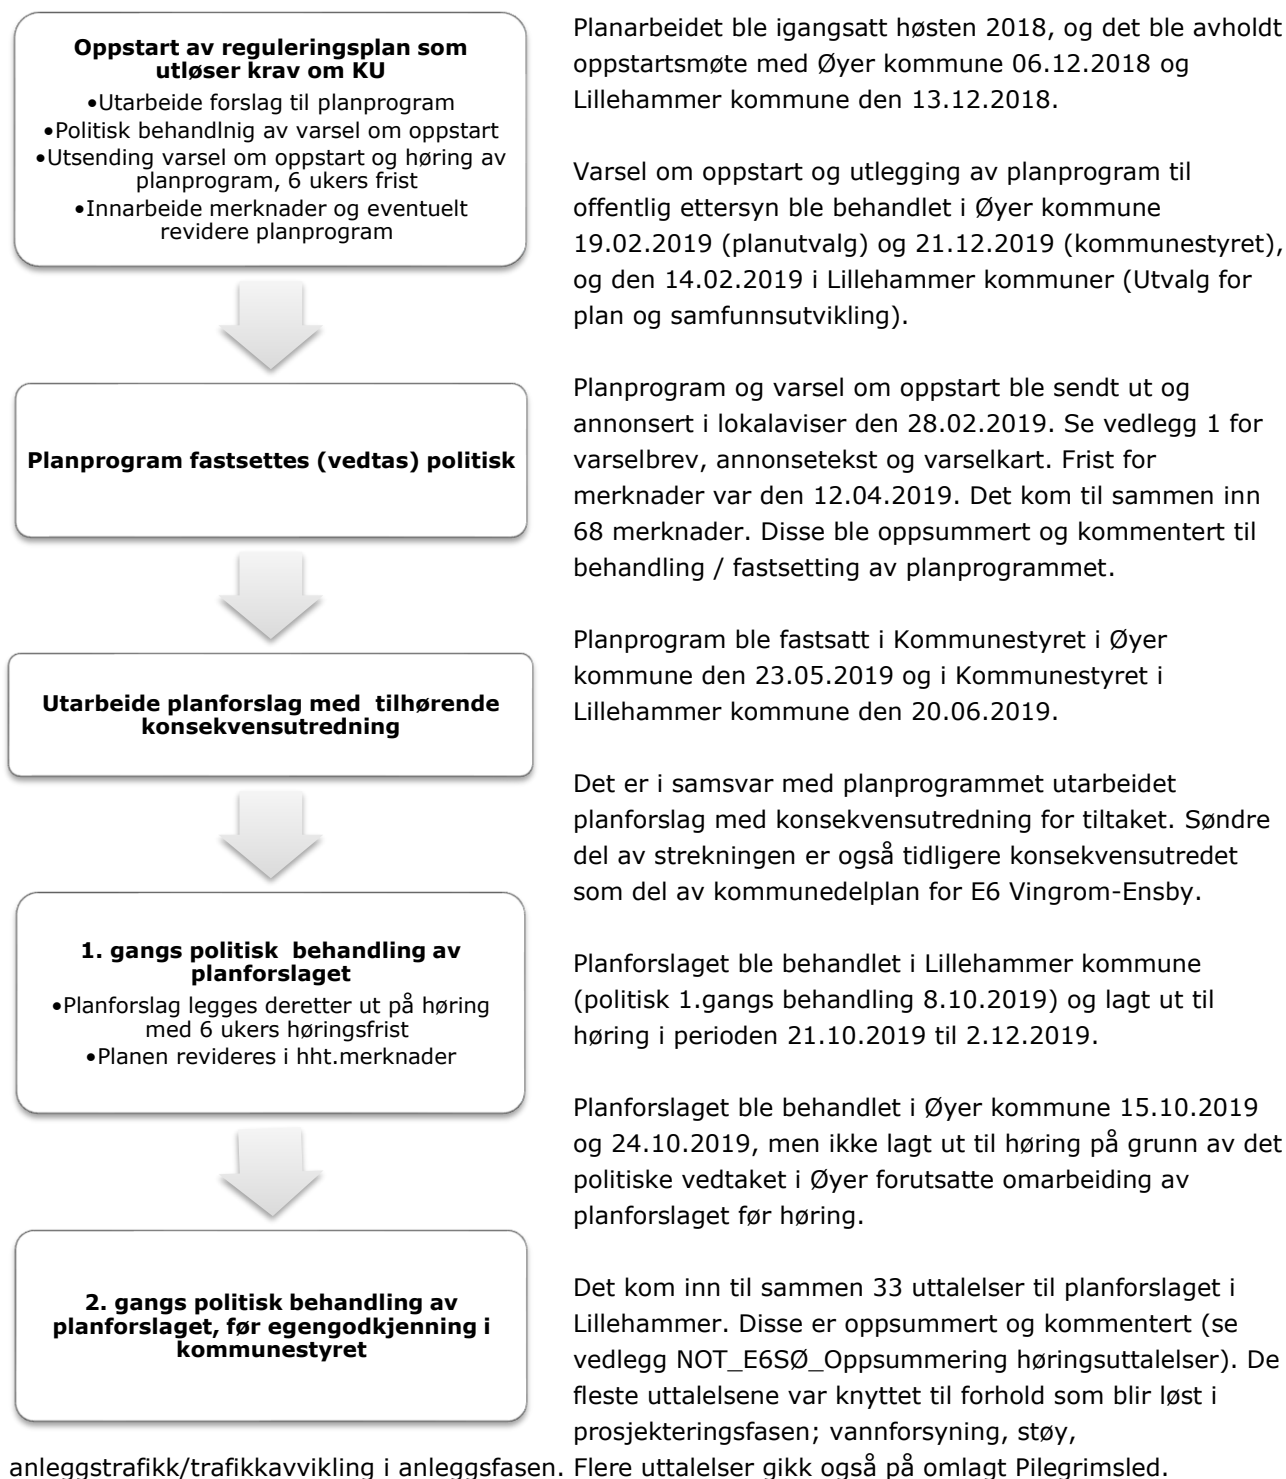 Oppstart av reguleringsplan som
utløser krav om KU
•Utarbeide forslag til planprogram
•Politisk behandlnig av varsel om oppstart
•Utsending varsel om oppstart og høring av
planprogram, 6 ukers frist
•Innarbeide merknader og eventuelt
revidere planprogram
Planprogram fastsettes (vedtas) politisk
Utarbeide planforslag med tilhørende
konsekvensutredning
1. gangs politisk behandling av
planforslaget
•Planforslag legges deretter ut på høring
med 6 ukers høringsfrist
•Planen revideres i hht.merknader
2. gangs politisk behandling av
planforslaget, før egengodkjenning i
kommunestyret
Planarbeidet ble igangsatt høsten 2018, og det ble avholdt
oppstartsmøte med Øyer kommune 06.12.2018 og
Lillehammer kommune den 13.12.2018.
Varsel om oppstart og utlegging av planprogram til
offentlig ettersyn ble behandlet i Øyer kommune
19.02.2019 (planutvalg) og 21.12.2019 (kommunestyret),
og den 14.02.2019 i Lillehammer kommuner (Utvalg for
plan og samfunnsutvikling).
Planprogram og varsel om oppstart ble sendt ut og
annonsert i lokalaviser den 28.02.2019. Se vedlegg 1 for
varselbrev, annonsetekst og varselkart. Frist for
merknader var den 12.04.2019. Det kom til sammen inn
68 merknader. Disse ble oppsummert og kommentert til
behandling / fastsetting av planprogrammet.
Planprogram ble fastsatt i Kommunestyret i Øyer
kommune den 23.05.2019 og i Kommunestyret i
Lillehammer kommune den 20.06.2019.
Det er i samsvar med planprogrammet utarbeidet
planforslag med konsekvensutredning for tiltaket. Søndre
del av strekningen er også tidligere konsekvensutredet
som del av kommunedelplan for E6 Vingrom-Ensby.
Planforslaget ble behandlet i Lillehammer kommune
(politisk 1.gangs behandling 8.10.2019) og lagt ut til
høring i perioden 21.10.2019 til 2.12.2019.
Planforslaget ble behandlet i Øyer kommune 15.10.2019
og 24.10.2019, men ikke lagt ut til høring på grunn av det
politiske vedtaket i Øyer forutsatte omarbeiding av
planforslaget før høring.
Det kom inn til sammen 33 uttalelser til planforslaget i
Lillehammer. Disse er oppsummert og kommentert (se
vedlegg NOT_E6SØ_Oppsummering høringsuttalelser). De
fleste uttalelsene var knyttet til forhold som blir løst i
prosjekteringsfasen; vannforsyning, støy,
anleggstrafikk/trafikkavvikling i anleggsfasen. Flere uttalelser gikk også på omlagt Pilegrimsled.